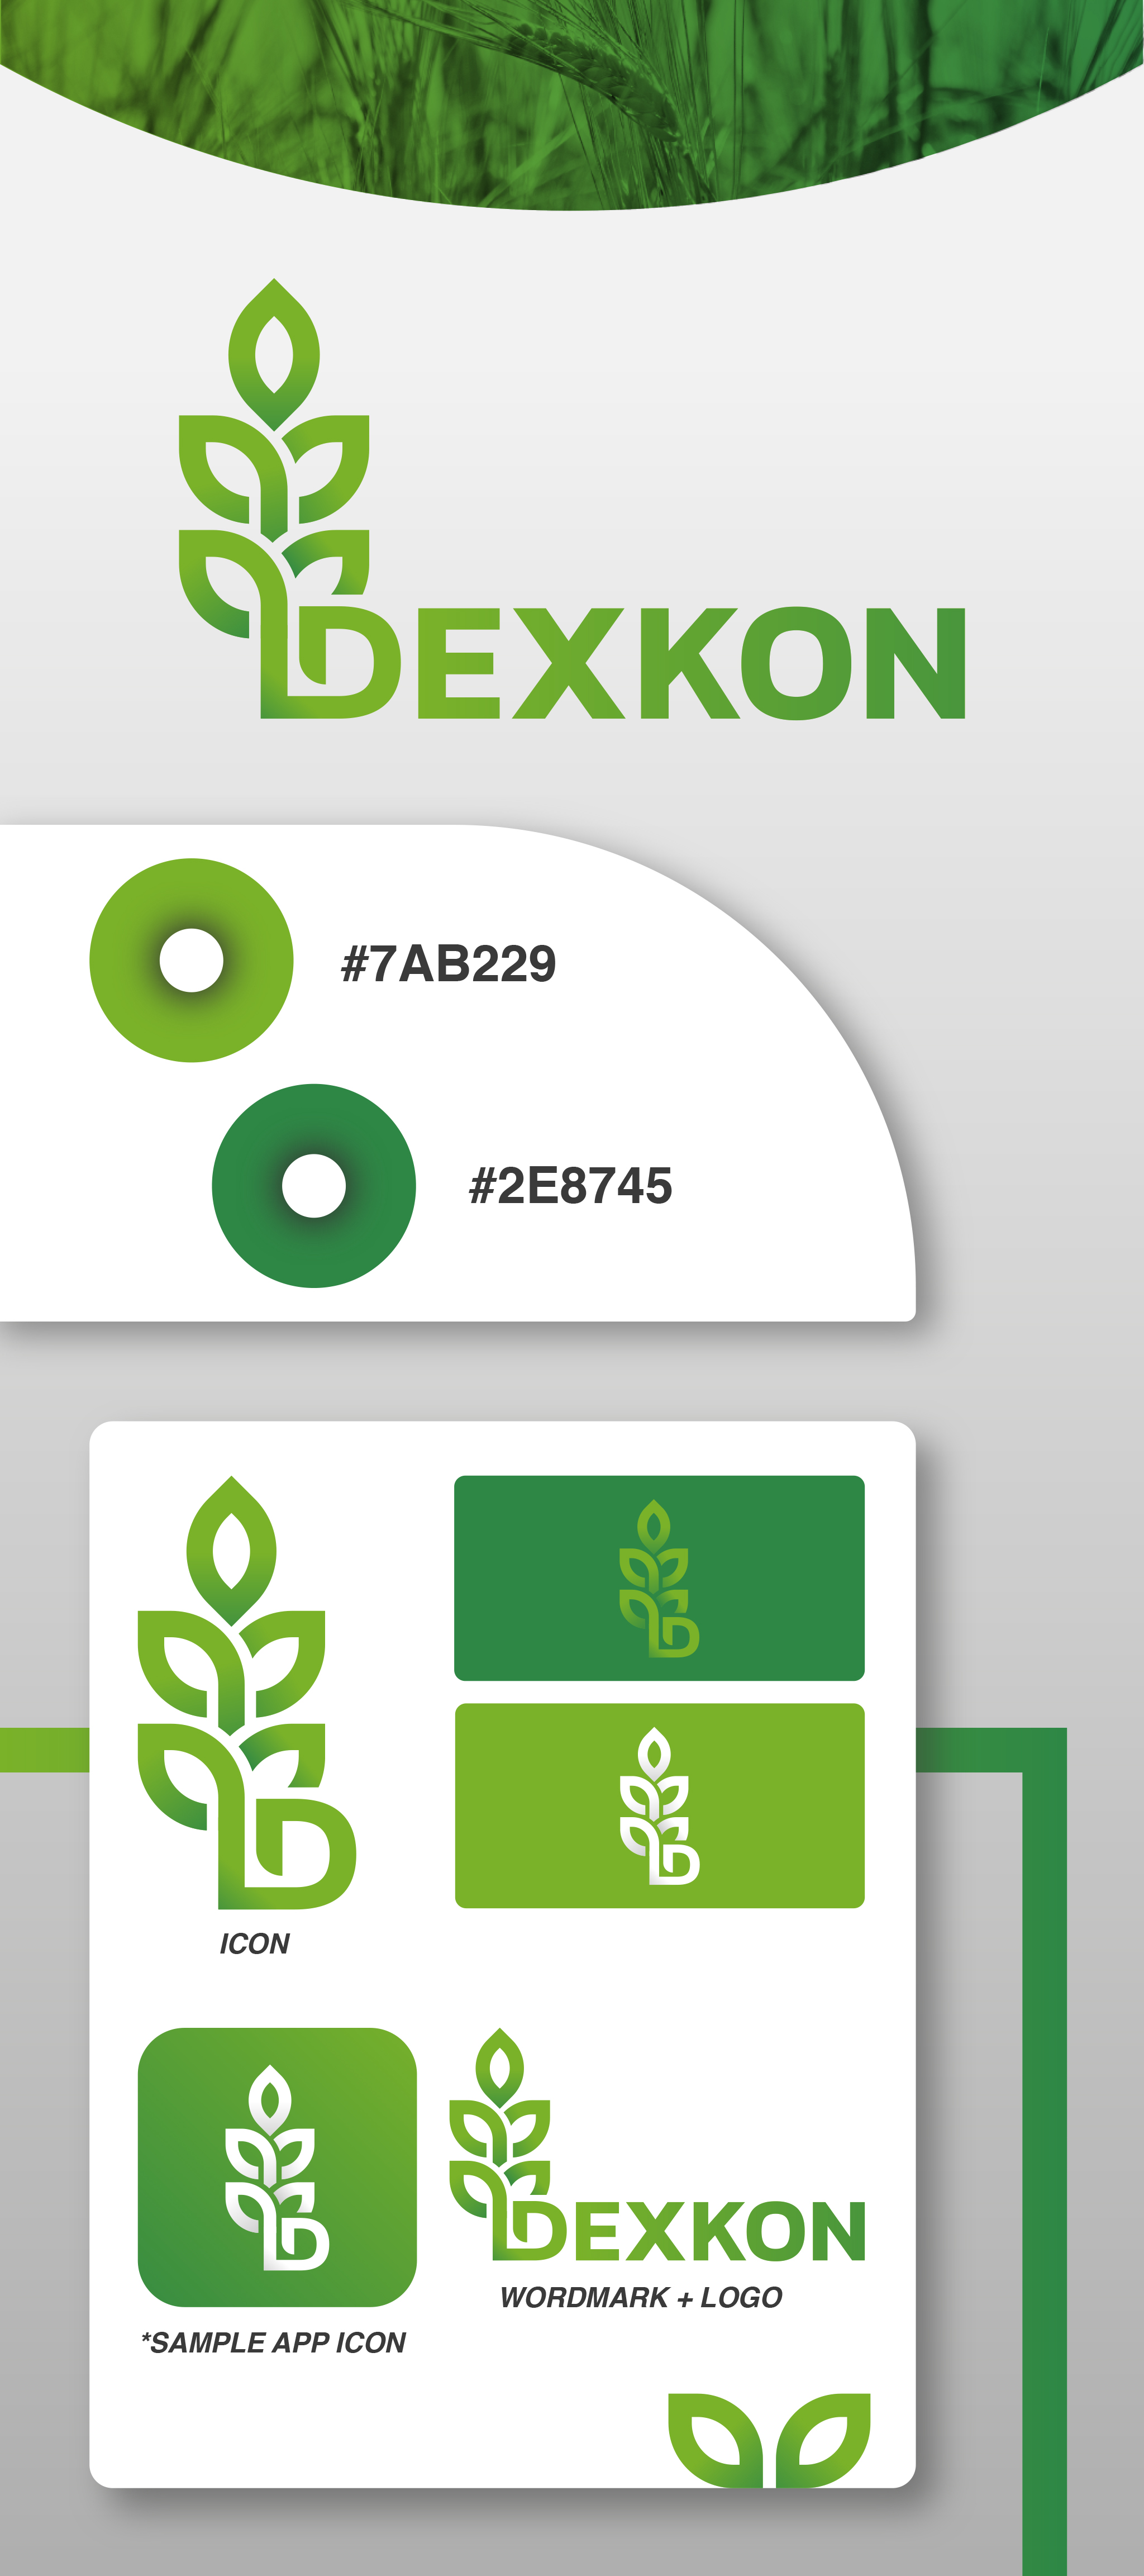 DEXKON
#7AB229
#2E8745
ICON
DEXKON
WORDMARK + LOGO
*SAMPLE APP ICON